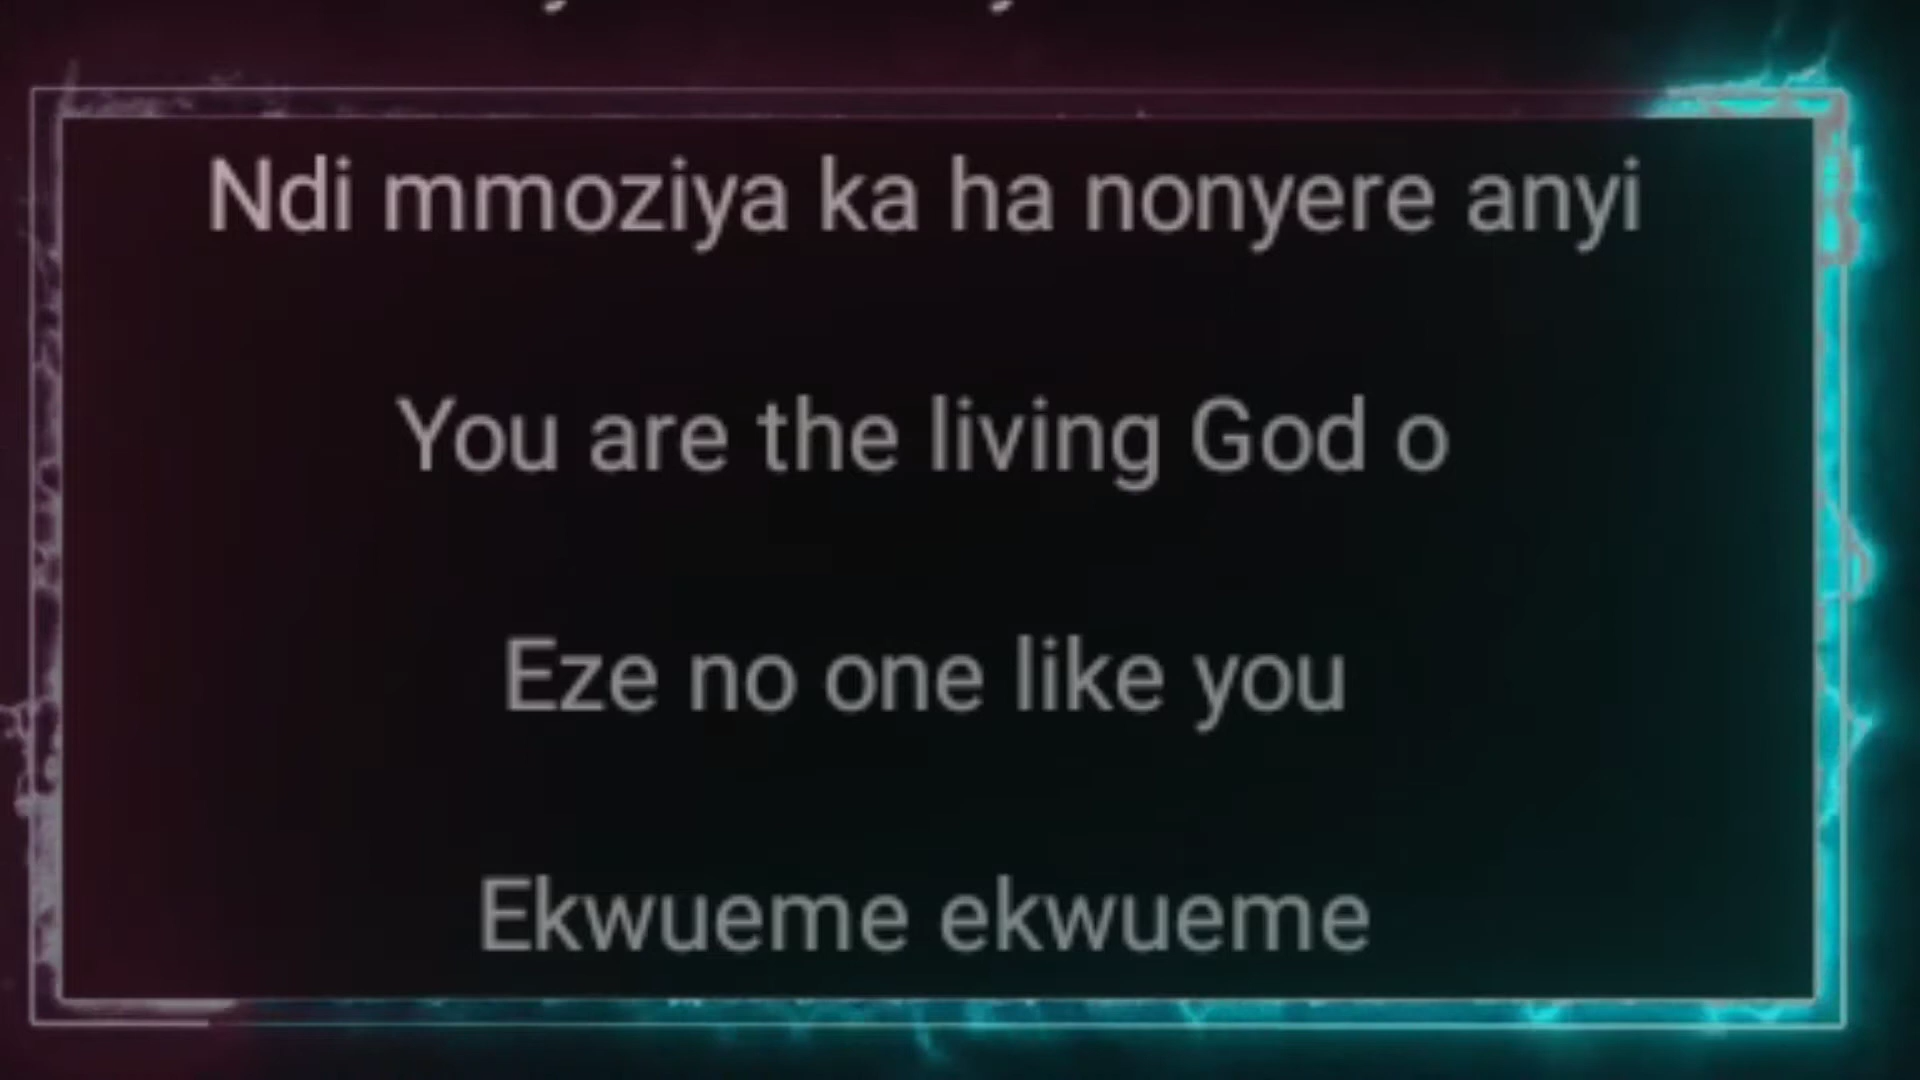 Ndi mmoziya ka ha nonyere anyi
You are the living God o
Eze no one like you
Ekwueme ekwueme